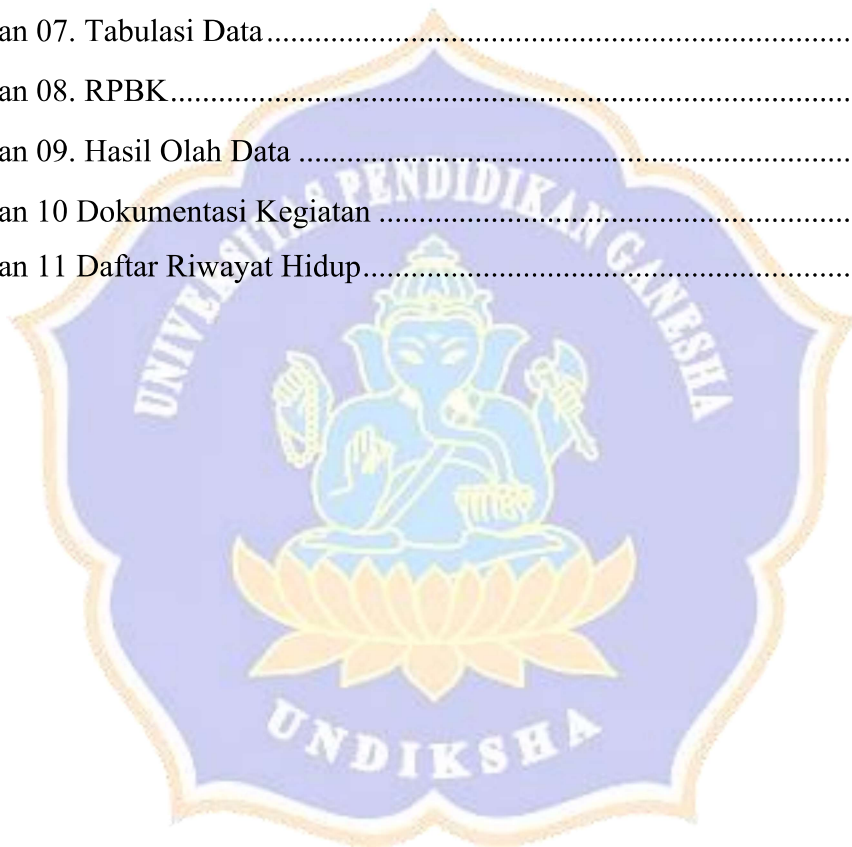 an 07. Tabulasi Data........................................................................
an 08. RPBK....................................................................................
an 09. Hasil Olah Data ....................................................................
an 10 Dokumentasi Kegiatan ..........................................................
an 11 Daftar Riwayat Hidup............................................................
UNIVERSITAS PENDIDIKAN GANESHA
UNDIKSHA